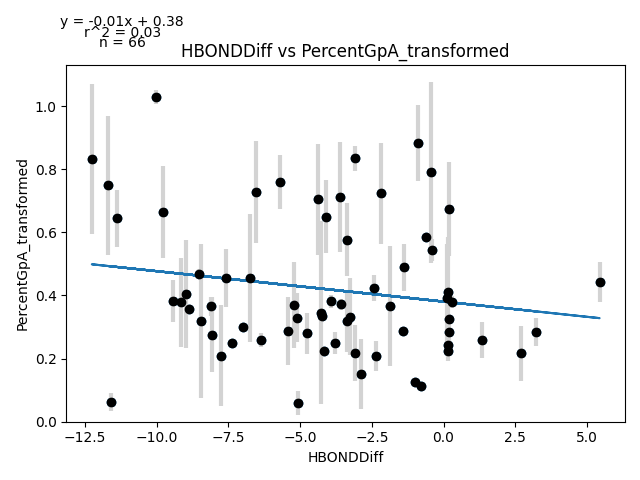 y = -0.01x + 0.38
r^2 = 0.03
n = 66
HBONDDiff vs PercentGpA_transformed
PercentGpA_transformed
1.0
0.8
0.6
0.4
0.2
0.0
−12.5 −10.0 −7.5 −5.0 −2.5 0.0 2.5 5.0
HBONDDiff